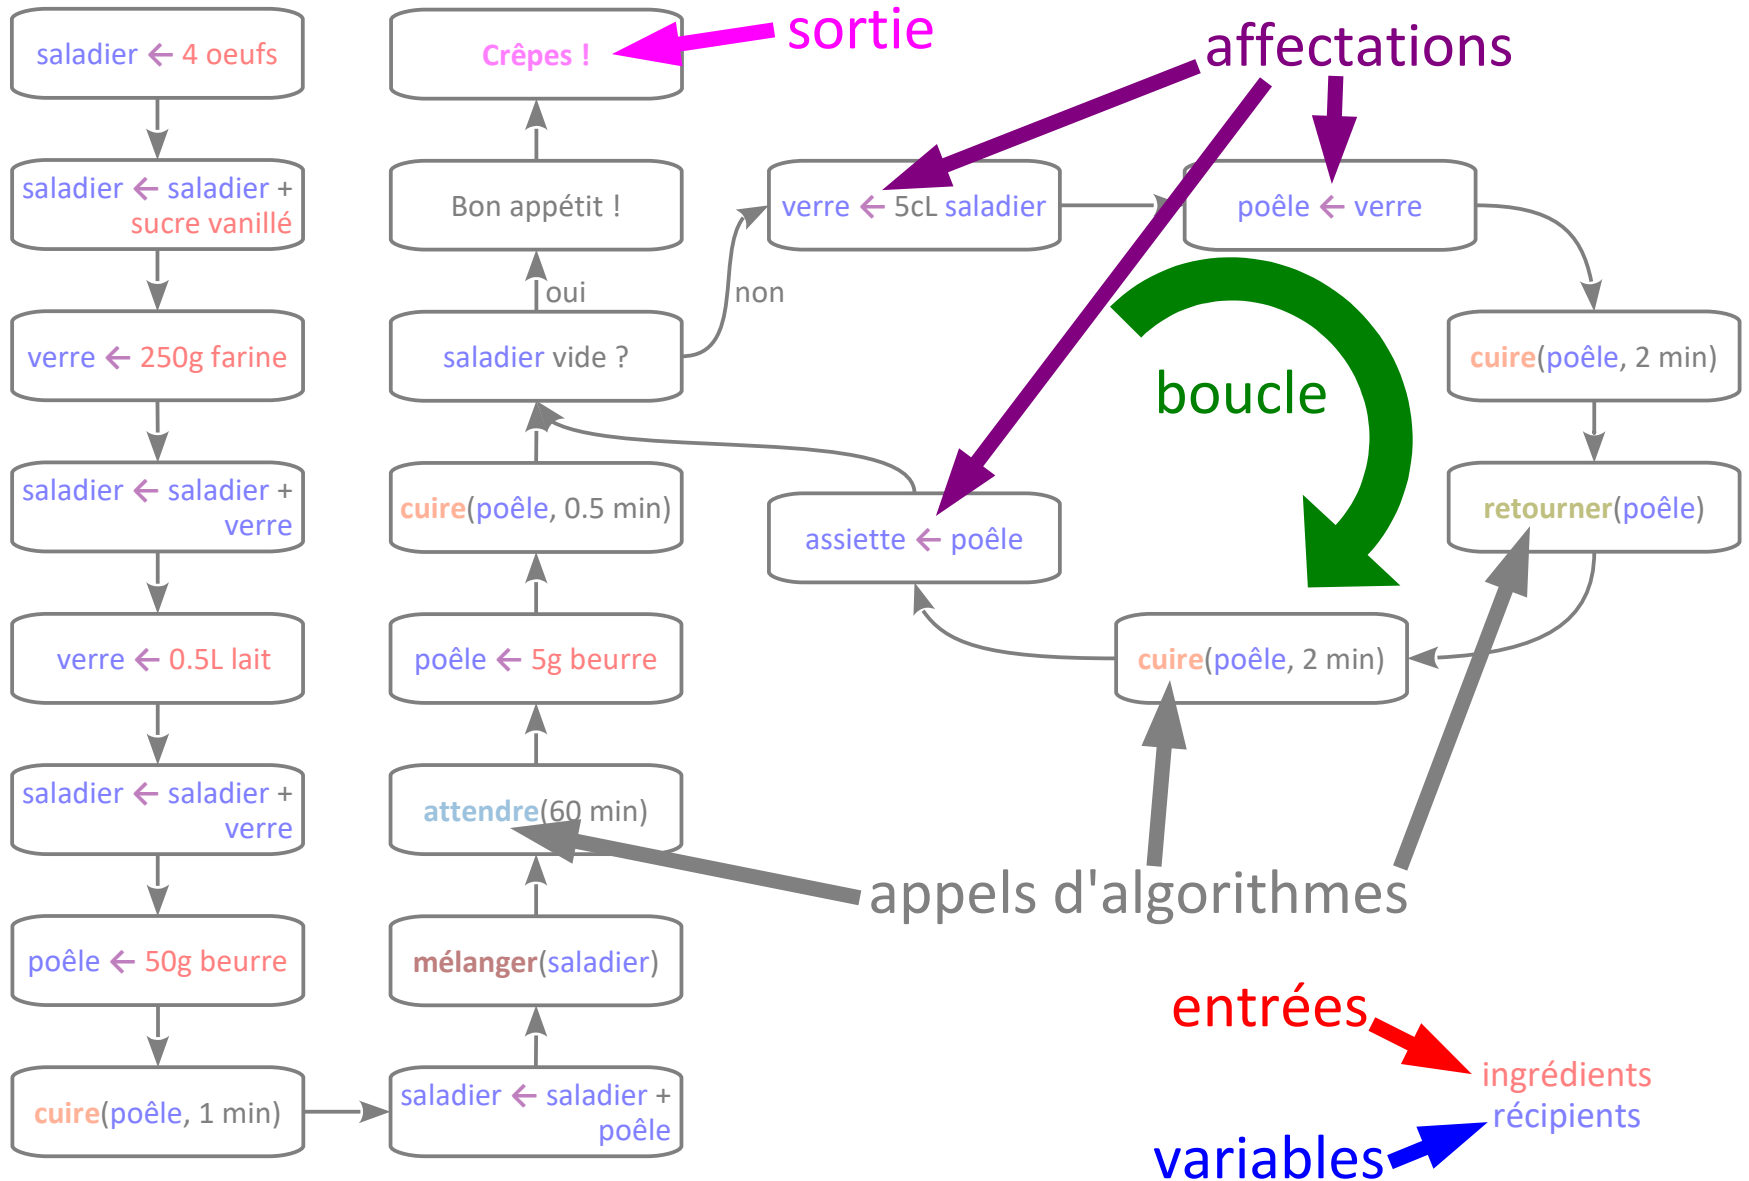 saladier ← 4 oeufs
saladier ← saladier +
sucre vanillé
verre ← 250g farine
saladier ← saladier +
verre
verre ← 0.5L lait
saladier ← saladier +
verre
poêle ← 50g beurre
cuire(poêle, 1 min)
saladier ← saladier +
poêle
mélanger(saladier)
attendre(60 min)
poêle ← 5g beurre
cuire(poêle, 0.5 min)
saladier vide ?
oui
non
Bon appétit !
Crêpes !
sortie
affectations
verre ← 5cL saladier
poêle ← verre
cuire(poêle, 2 min)
boucle
retourner(poêle)
cuire(poêle, 2 min)
assiette ← poêle
appels d'algorithmes
entrées
ingrédients
récipients
variables